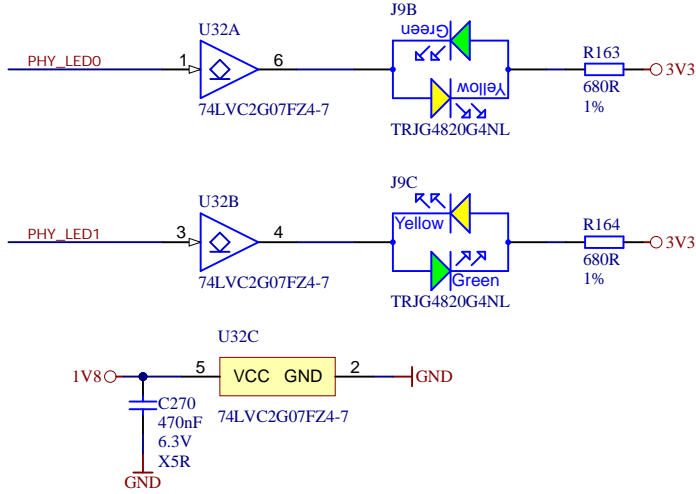 U32A
J9B
Green
Yellow
PHY_LED0
1
6
R163
3V3
680R
1%
74LVC2G07FZ4-7
TRJG4820G4NL
U32B
J9C
Yellow
Green
PHY_LED1
3
4
R164
3V3
680R
1%
74LVC2G07FZ4-7
TRJG4820G4NL
U32C
1V8
5
VCC GND
2
GND
C270
470nF
6.3V
X5R
74LVC2G07FZ4-7
GND